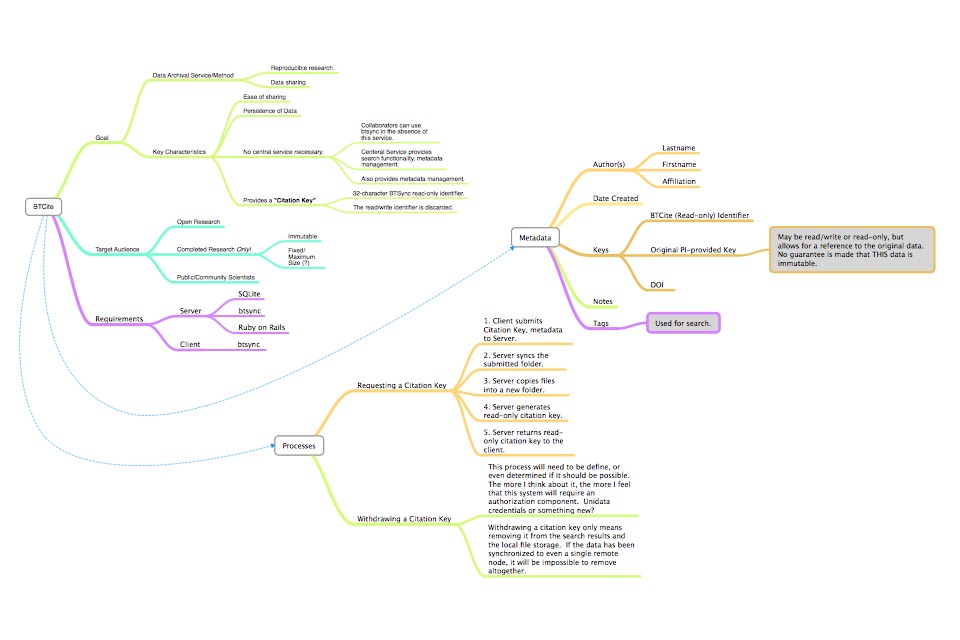 BTCite
Goal
Data Archival Service/Method
Reproducible research.
Data sharing
Key Characteristics
Ease of sharing
Persistence of Data
No central service necessary.
Collaborators can use
btsync in the absence of
this service.
Centeral Service provides
search functionality, metadata
management.
Also provides metadata management.
Provides a "Citation Key"
32-character BTSync read-only identifier.
The read/write identifier is discarded.
Target Audience
Open Research
Completed Research Only!
Immutable
Fixed/
Maximum
Size (?)
Public/Community Scientists
Requirements
Server
SQLite
btsync
Ruby on Rails
Client
btsync
Metadata
Author(s)
Lastname
Firstname
Affiliation
Date Created
Keys
BTCite (Read-only) Identifier
Original PI-provided Key
May be read/write or read-only, but
allows for a reference to the original data.
No guarantee is made that THIS data is
immutable.
DOI
Notes
Tags
Used for search.
Processes
Requesting a Citation Key
1. Client submits
Citation Key, metadata
to Server.
2. Server syncs the
submitted folder.
3. Server copies files
into a new folder.
4. Server generates
read-only citation key.
5. Server returns read-
only citation key to the
client.
Withdrawing a Citation Key
This process will need to be define, or
even determined if it should be possible.
The more I think about it, the more I feel
that this system will require an
authorization component.  Unidata
credentials or something new?
Withdrawing a citation key only means
removing it from the search results and
the local file storage.  If the data has been
synchronized to even a single remote
node, it will be impossible to remove
altogether.